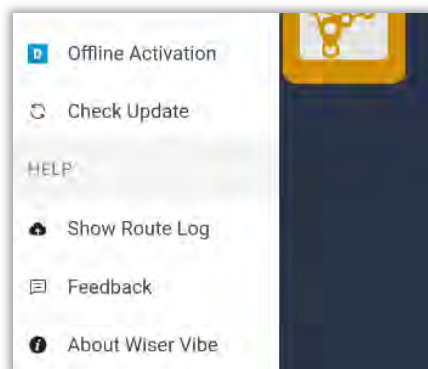 Offline Activation
Check Update
HELP
Show Route Log
Feedback
About Wiser Vibe